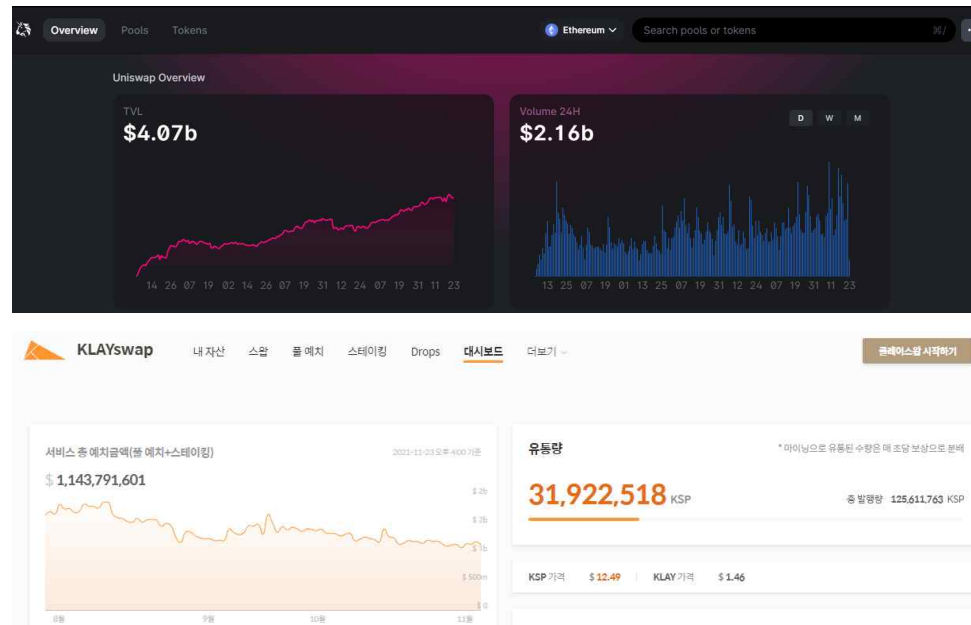 Overview Pools Tokens Ethereum Search pools or tokens ⌘/
Uniswap Overview
TVL
$4.07b
14 26 07 19 02 14 26 07 19 31 12 24 07 19 31 11 23
Volume 24H
$2.16b
D W M
13 25 07 19 01 13 25 07 19 31 12 24 07 19 31 11 23
KLAYswap 내 자산 스왑 풀 예치 스테이킹 Drops 대시보드 더보기 클레이스왑 시작하기
서비스 총 예치금액(풀 예치+스테이킹) 2021-11-23 오후 4:00 기준
$ 1,143,791,601
$ 2b
$ 2b
$ 1b
$ 500m
$ 0
8월 9월 10월 11월
유통량 * 마이닝으로 유통된 수량은 매 초당 보상으로 분배
31,922,518 KSP 총 발행량 125,611,763 KSP
KSP 가격 $ 12.49 KLAY 가격 $ 1.46